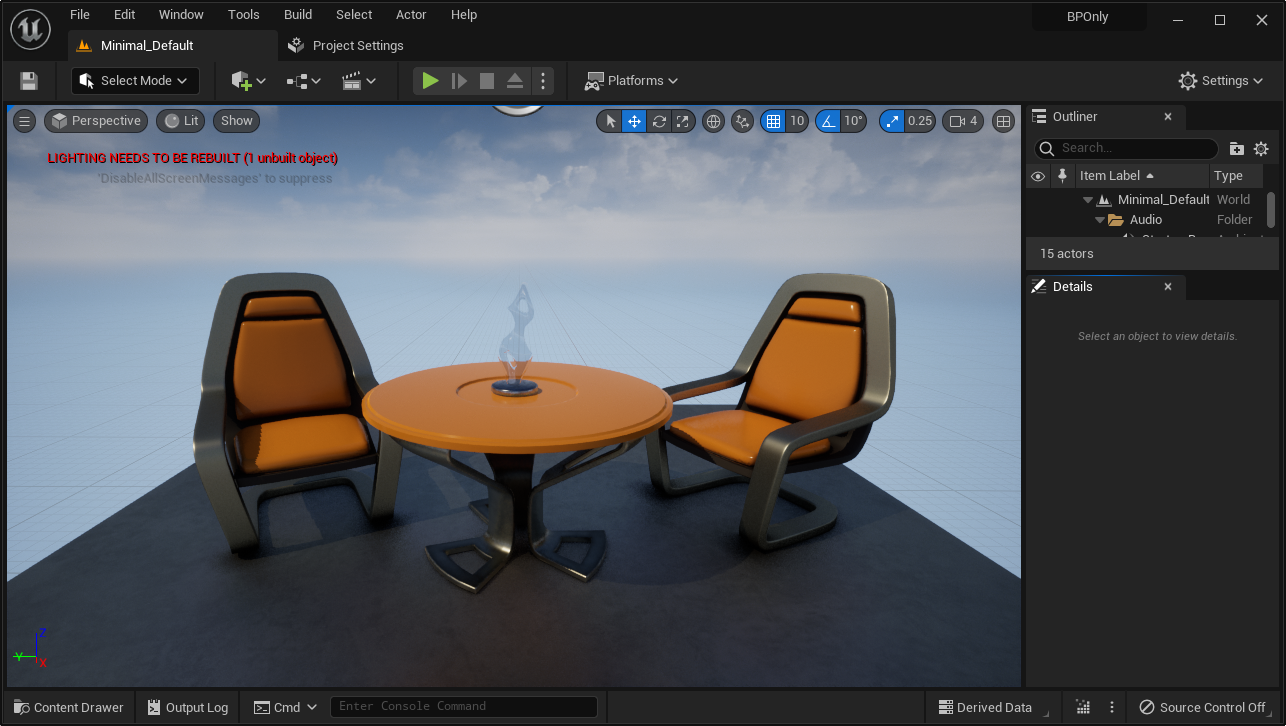 File Edit Window Tools Build Select Actor Help BPOnly
Minimal_Default Project Settings
Select Mode Platforms Settings
Perspective Lit Show 10 10° 0.25 4
LIGHTING NEEDS TO BE REBUILT (1 unbuilt object)
'DisableAllScreenMessages' to suppress
Outliner
Search...
Item Label Type
Minimal_Default World
Audio Folder
15 actors
Details
Select an object to view details.
Z
Y
X
Content Drawer Output Log Cmd Enter Console Command Derived Data Source Control Off